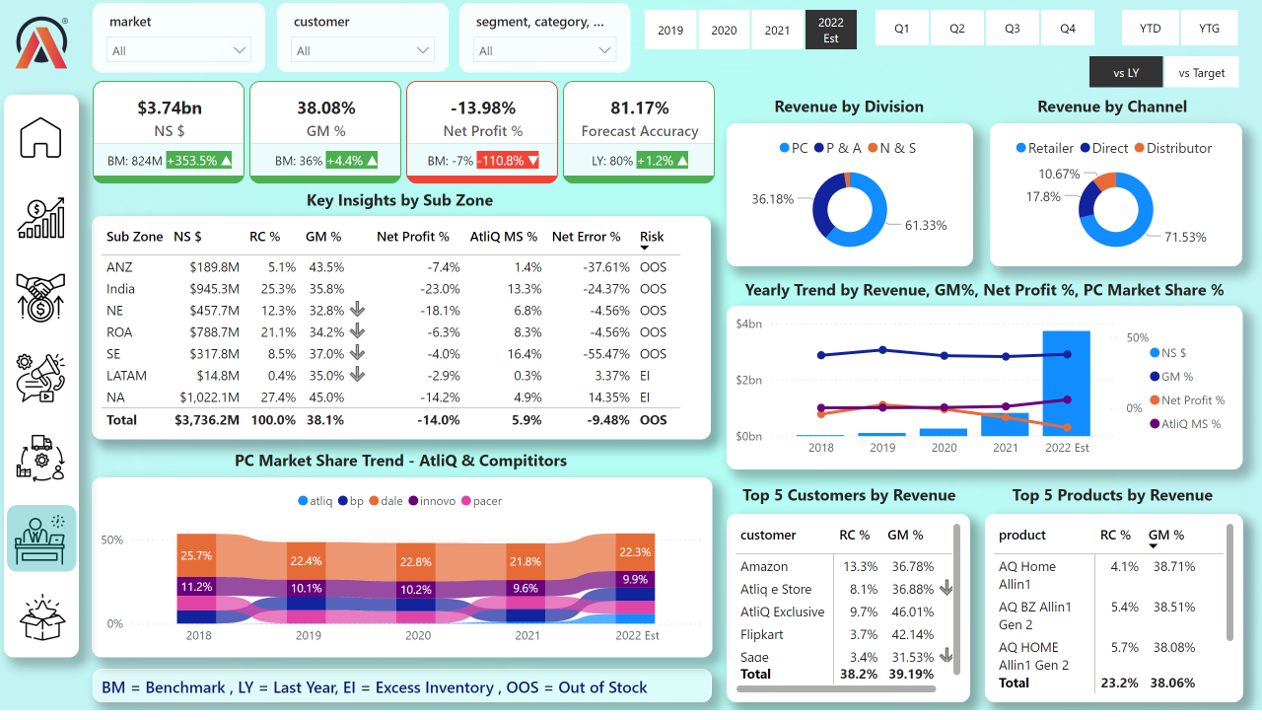 market
All
customer
All
segment, category, ...
All
2019
2020
2021
2022
Est
Q1
Q2
Q3
Q4
YTD
YTG
vs LY
vs Target
$3.74bn
NS $
BM: 824M +353.5%
38.08%
GM %
BM: 36% +4.4%
-13.98%
Net Profit %
BM: -7% -110.8%
81.17%
Forecast Accuracy
LY: 80% +1.2%
Revenue by Division
PC P & A N & S
36.18%
61.33%
Revenue by Channel
Retailer Direct Distributor
10.67%
17.8%
71.53%
Key Insights by Sub Zone
Sub Zone NS $ RC % GM % Net Profit % AtliQ MS % Net Error % Risk
ANZ $189.8M 5.1% 43.5% -7.4% 1.4% -37.61% OOS
India $945.3M 25.3% 35.8% -23.0% 13.3% -24.37% OOS
NE $457.7M 12.3% 32.8% -18.1% 6.8% -4.56% OOS
ROA $788.7M 21.1% 34.2% -6.3% 8.3% -4.56% OOS
SE $317.8M 8.5% 37.0% -4.0% 16.4% -55.47% OOS
LATAM $14.8M 0.4% 35.0% -2.9% 0.3% 3.37% EI
NA $1,022.1M 27.4% 45.0% -14.2% 4.9% 14.35% EI
Total $3,736.2M 100.0% 38.1% -14.0% 5.9% -9.48% OOS
Yearly Trend by Revenue, GM%, Net Profit %, PC Market Share %
$4bn
$2bn
$0bn
50%
0%
2018 2019 2020 2021 2022 Est
NS $
GM %
Net Profit %
AtliQ MS %
PC Market Share Trend - AtliQ & Compititors
atliq bp dale innovo pacer
50%
0%
25.7% 22.4% 22.8% 21.8% 22.3%
11.2% 10.1% 10.2% 9.6% 9.9%
2018 2019 2020 2021 2022 Est
Top 5 Customers by Revenue
customer RC % GM %
Amazon 13.3% 36.78%
Atliq e Store 8.1% 36.88%
AtliQ Exclusive 9.7% 46.01%
Flipkart 3.7% 42.14%
Sage 3.4% 31.53%
Total 38.2% 39.19%
Top 5 Products by Revenue
product RC % GM %
AQ Home 4.1% 38.71%
Allin1
AQ BZ Allin1 5.4% 38.51%
Gen 2
AQ HOME 5.7% 38.08%
Allin1 Gen 2
Total 23.2% 38.06%
BM = Benchmark , LY = Last Year, EI = Excess Inventory , OOS = Out of Stock